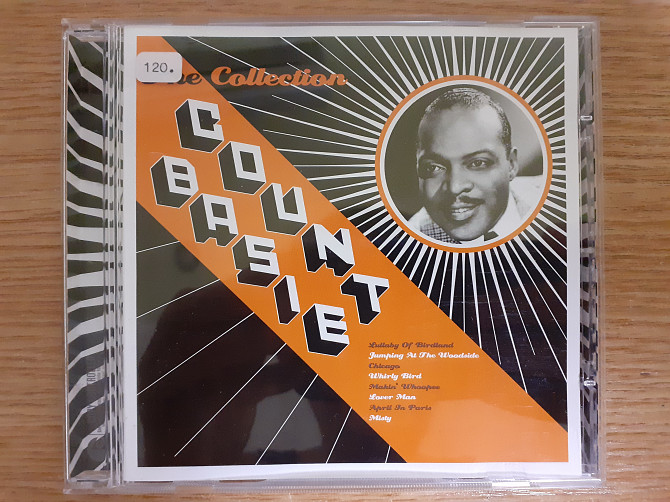 120.
Collection
COUNT
BASIE
Lullaby Of Birdland
Jumping At The Woodside
Chicago
Whirly Bird
Makin' Whoopee
Lover Man
April In Paris
Misty